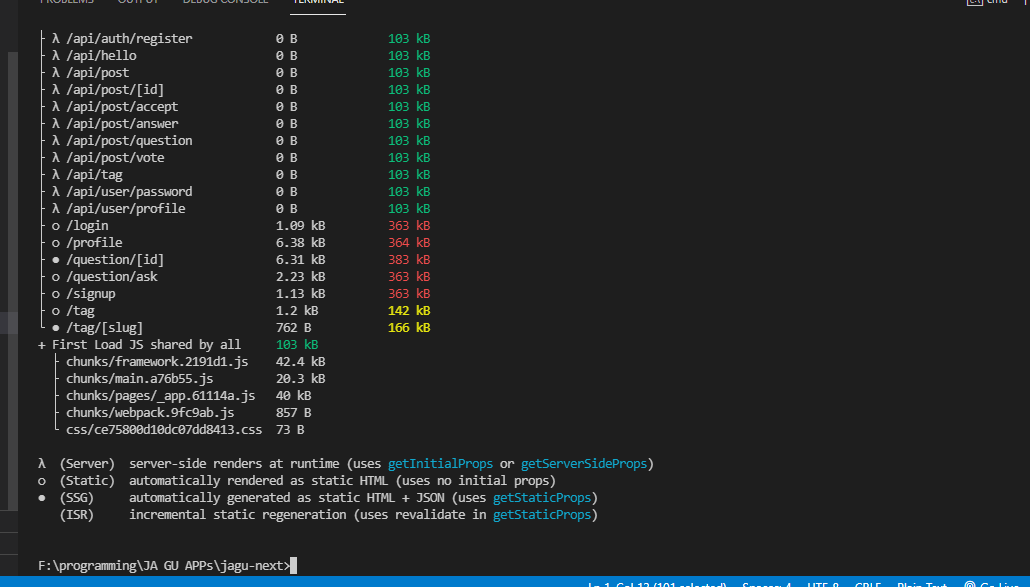 PROBLEMS OUTPUT DEBUG CONSOLE TERMINAL cmd
├ λ /api/auth/register 0 B 103 kB
├ λ /api/hello 0 B 103 kB
├ λ /api/post 0 B 103 kB
├ λ /api/post/[id] 0 B 103 kB
├ λ /api/post/accept 0 B 103 kB
├ λ /api/post/answer 0 B 103 kB
├ λ /api/post/question 0 B 103 kB
├ λ /api/post/vote 0 B 103 kB
├ λ /api/tag 0 B 103 kB
├ λ /api/user/password 0 B 103 kB
├ λ /api/user/profile 0 B 103 kB
├ ○ /login 1.09 kB 363 kB
├ ○ /profile 6.38 kB 364 kB
├ ● /question/[id] 6.31 kB 383 kB
├ ○ /question/ask 2.23 kB 363 kB
├ ○ /signup 1.13 kB 363 kB
├ ○ /tag 1.2 kB 142 kB
└ ● /tag/[slug] 762 B 166 kB
+ First Load JS shared by all 103 kB
├ chunks/framework.2191d1.js 42.4 kB
├ chunks/main.a76b55.js 20.3 kB
├ chunks/pages/_app.61114a.js 40 kB
├ chunks/webpack.9fc9ab.js 857 B
└ css/ce75800d10dc07dd8413.css 73 B
λ (Server) server-side renders at runtime (uses getInitialProps or getServerSideProps)
○ (Static) automatically rendered as static HTML (uses no initial props)
● (SSG) automatically generated as static HTML + JSON (uses getStaticProps)
(ISR) incremental static regeneration (uses revalidate in getStaticProps)
F:\programming\JA GU APPs\jagu-next>
Ln 1, Col 12 (101 selected) Spaces: 4 UTF-8 CRLF Plain Text Go Live